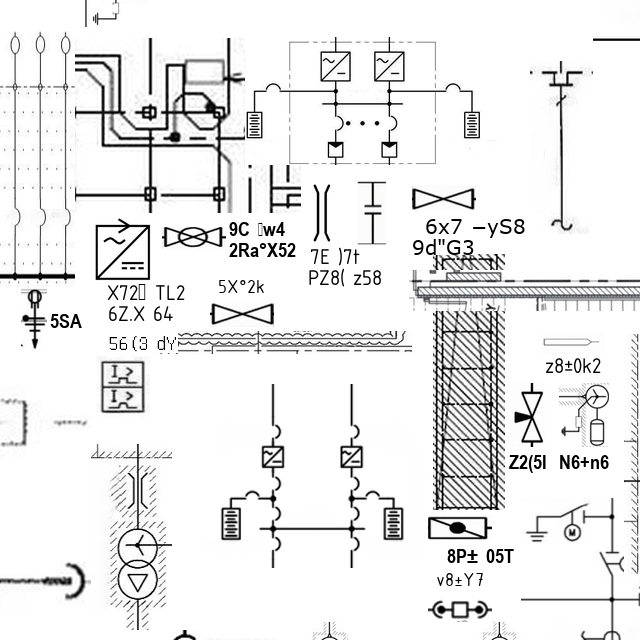 6x7 −yS8
9C ▯w4
9d"G3
2Ra°X52
7E )7t
PZ8( z58
5X°2k
X72▯ TL2
6Z.X 64
5SA
56(3 dY
z8±0k2
Z2(5I
N6+n6
8P± 05T
v8±Y7
M